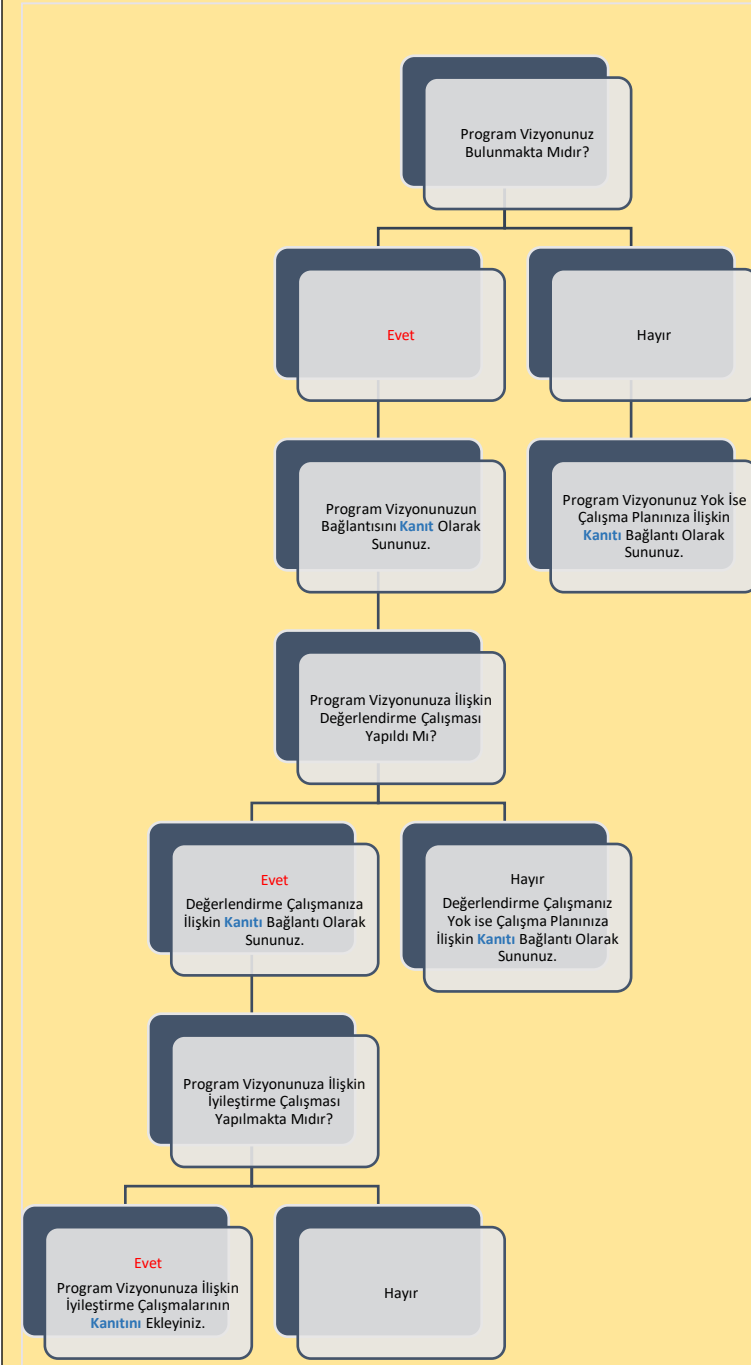 Program Vizyonunuz
Bulunmakta Mıdır?
Evet
Hayır
Program Vizyonunuzun
Bağlantısını Kanıt Olarak
Sununuz.
Program Vizyonunuz Yok İse
Çalışma Planınıza İlişkin
Kanıtı Bağlantı Olarak
Sununuz.
Program Vizyonunuza İlişkin
Değerlendirme Çalışması
Yapıldı Mı?
Evet
Değerlendirme Çalışmanıza
İlişkin Kanıtı Bağlantı Olarak
Sununuz.
Hayır
Değerlendirme Çalışmanız
Yok ise Çalışma Planınıza
İlişkin Kanıtı Bağlantı Olarak
Sununuz.
Program Vizyonunuza İlişkin
İyileştirme Çalışması
Yapılmakta Mıdır?
Evet
Program Vizyonunuza İlişkin
İyileştirme Çalışmalarının
Kanıtını Ekleyiniz.
Hayır